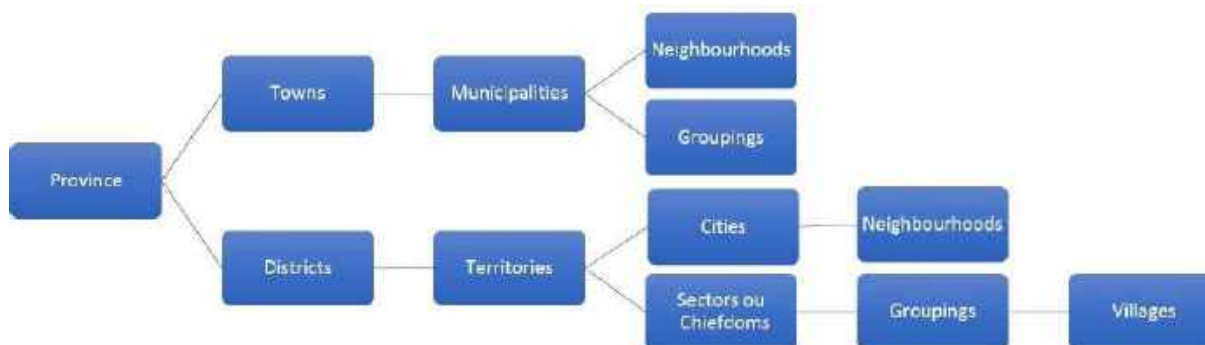 Neighbourhoods
Towns
Municipalities
Groupings
Province
Cities
Neighbourhoods
Districts
Territories
Sectors ou
Chiefdoms
Groupings
Villages